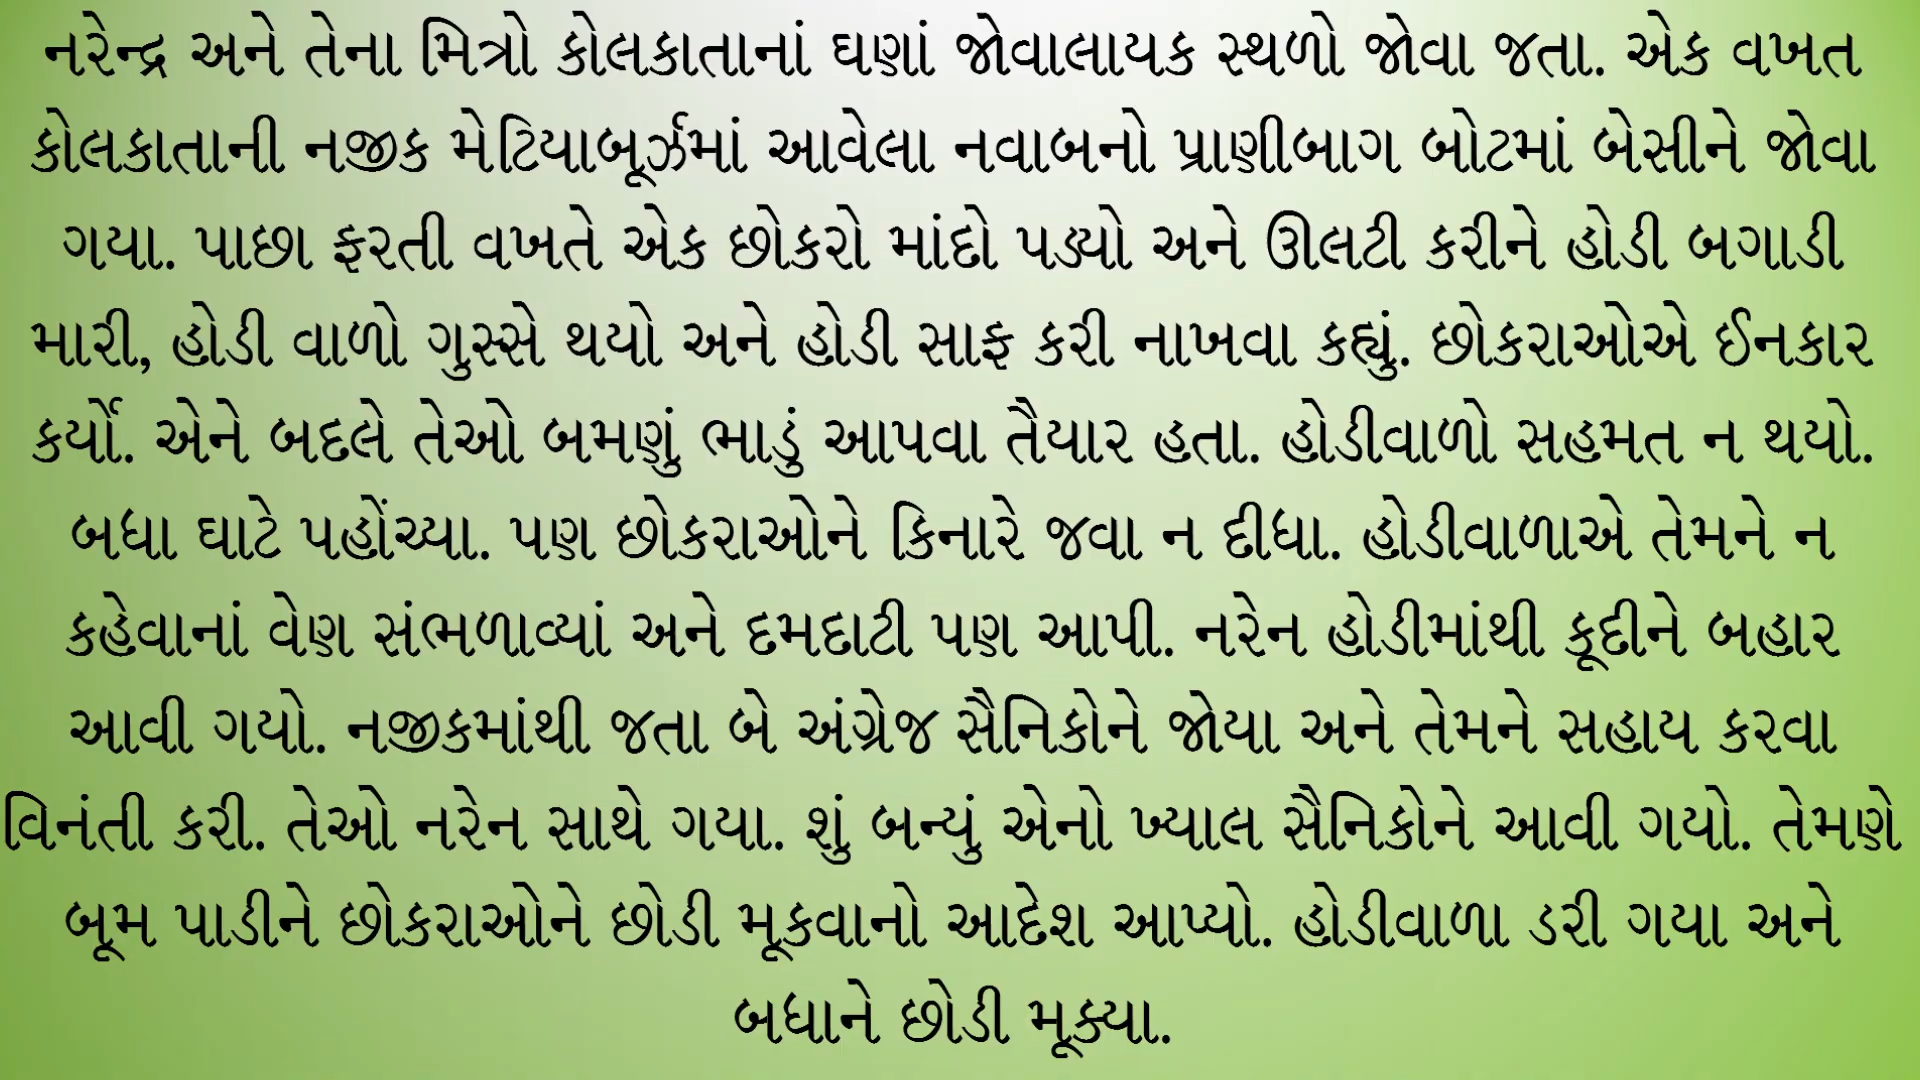 નરેન્દ્ર અને તેના મિત્રો કોલકાતાનાં ઘણાં જોવાલાયક સ્થળો જોવા જતા. એક વખત
કોલકાતાની નજીક મેટિયાબૂર્ઝમાં આવેલા નવાબનો પ્રાણીબાગ બોટમાં બેસીને જોવા
ગયા. પાછા ફરતી વખતે એક છોકરો માંદો પડ્યો અને ઊલટી કરીને હોડી બગાડી
મારી, હોડી વાળો ગુસ્સે થયો અને હોડી સાફ કરી નાખવા કહ્યું. છોકરાઓએ ઈનકાર
કર્યો. એને બદલે તેઓ બમણું ભાડું આપવા તૈયાર હતા. હોડીવાળો સહમત ન થયો.
બધા ઘાટે પહોંચ્યા. પણ છોકરાઓને કિનારે જવા ન દીધા. હોડીવાળાએ તેમને ન
કહેવાનાં વેણ સંભળાવ્યાં અને દમદાટી પણ આપી. નરેન હોડીમાંથી કૂદીને બહાર
આવી ગયો. નજીકમાંથી જતા બે અંગ્રેજ સૈનિકોને જોયા અને તેમને સહાય કરવા
વિનંતી કરી. તેઓ નરેન સાથે ગયા. શું બન્યું એનો ખ્યાલ સૈનિકોને આવી ગયો. તેમણે
બૂમ પાડીને છોકરાઓને છોડી મૂકવાનો આદેશ આપ્યો. હોડીવાળા ડરી ગયા અને
બધાને છોડી મૂક્યા.